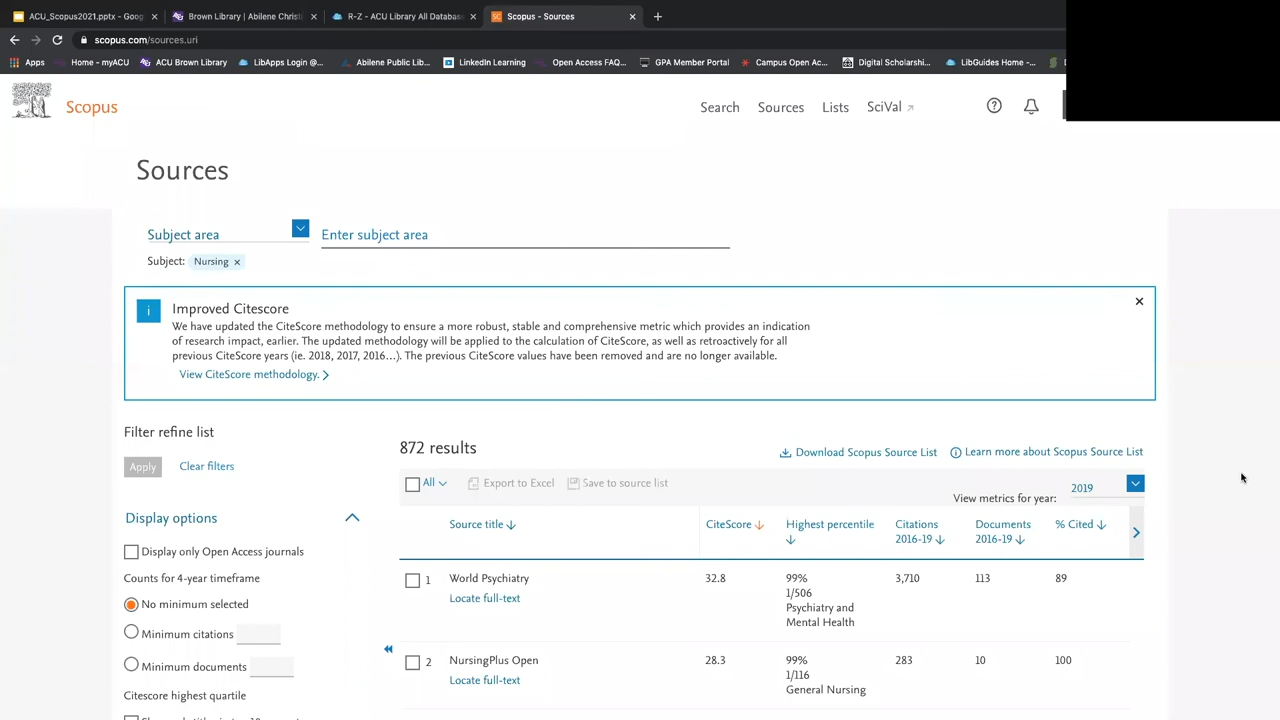 ACU_Scopus2021.pptx - Goog
Brown Library | Abilene Christi
R-Z - ACU Library All Database
SC Scopus - Sources
scopus.com/sources.uri
Apps
Home - myACU
ACU Brown Library
LibApps Login @...
Abilene Public Lib...
LinkedIn Learning
Open Access FAQ...
GPA Member Portal
Campus Open Ac...
Digital Scholarshi...
LibGuides Home -...
Scopus
Search
Sources
Lists
SciVal
Sources
Subject area
Enter subject area
Subject: Nursing
Improved Citescore
We have updated the CiteScore methodology to ensure a more robust, stable and comprehensive metric which provides an indication
of research impact, earlier. The updated methodology will be applied to the calculation of CiteScore, as well as retroactively for all
previous CiteScore years (ie. 2018, 2017, 2016...). The previous CiteScore values have been removed and are no longer available.
View CiteScore methodology.
Filter refine list
Apply
Clear filters
Display options
Display only Open Access journals
Counts for 4-year timeframe
No minimum selected
Minimum citations
Minimum documents
Citescore highest quartile
872 results
Download Scopus Source List
Learn more about Scopus Source List
All
Export to Excel
Save to source list
View metrics for year:
2019
Source title
CiteScore
Highest percentile
Citations
2016-19
Documents
2016-19
% Cited
1
World Psychiatry
Locate full-text
32.8
99%
1/506
Psychiatry and
Mental Health
3,710
113
89
2
NursingPlus Open
Locate full-text
28.3
99%
1/116
General Nursing
283
10
100